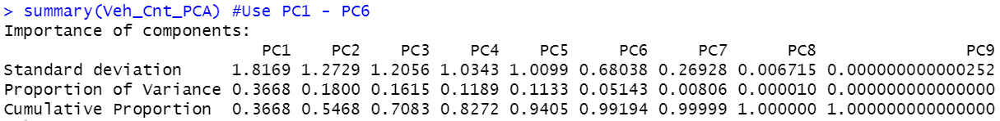 > summary(Veh_Cnt_PCA) #Use PC1 - PC6
Importance of components:
PC1 PC2 PC3 PC4 PC5 PC6 PC7 PC8 PC9
Standard deviation 1.8169 1.2729 1.2056 1.0343 1.0099 0.68038 0.26928 0.006715 0.000000000000252
Proportion of Variance 0.3668 0.1800 0.1615 0.1189 0.1133 0.05143 0.00806 0.000010 0.000000000000000
Cumulative Proportion 0.3668 0.5468 0.7083 0.8272 0.9405 0.99194 0.99999 1.000000 1.000000000000000